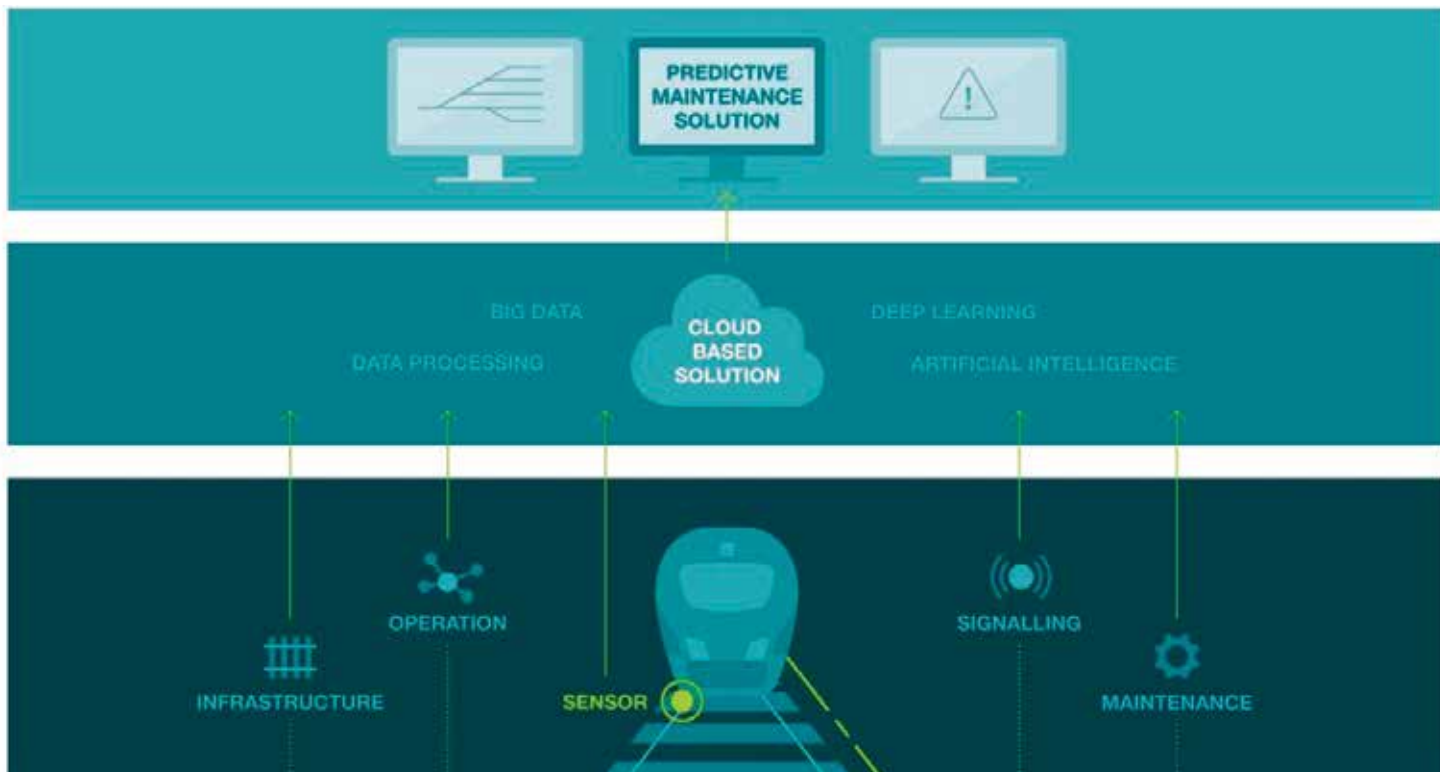 PREDICTIVE
MAINTENANCE
SOLUTION
!
BIG DATA
DEEP LEARNING
CLOUD
BASED
SOLUTION
DATA PROCESSING
ARTIFICIAL INTELLIGENCE
OPERATION
SIGNALLING
INFRASTRUCTURE
SENSOR
MAINTENANCE